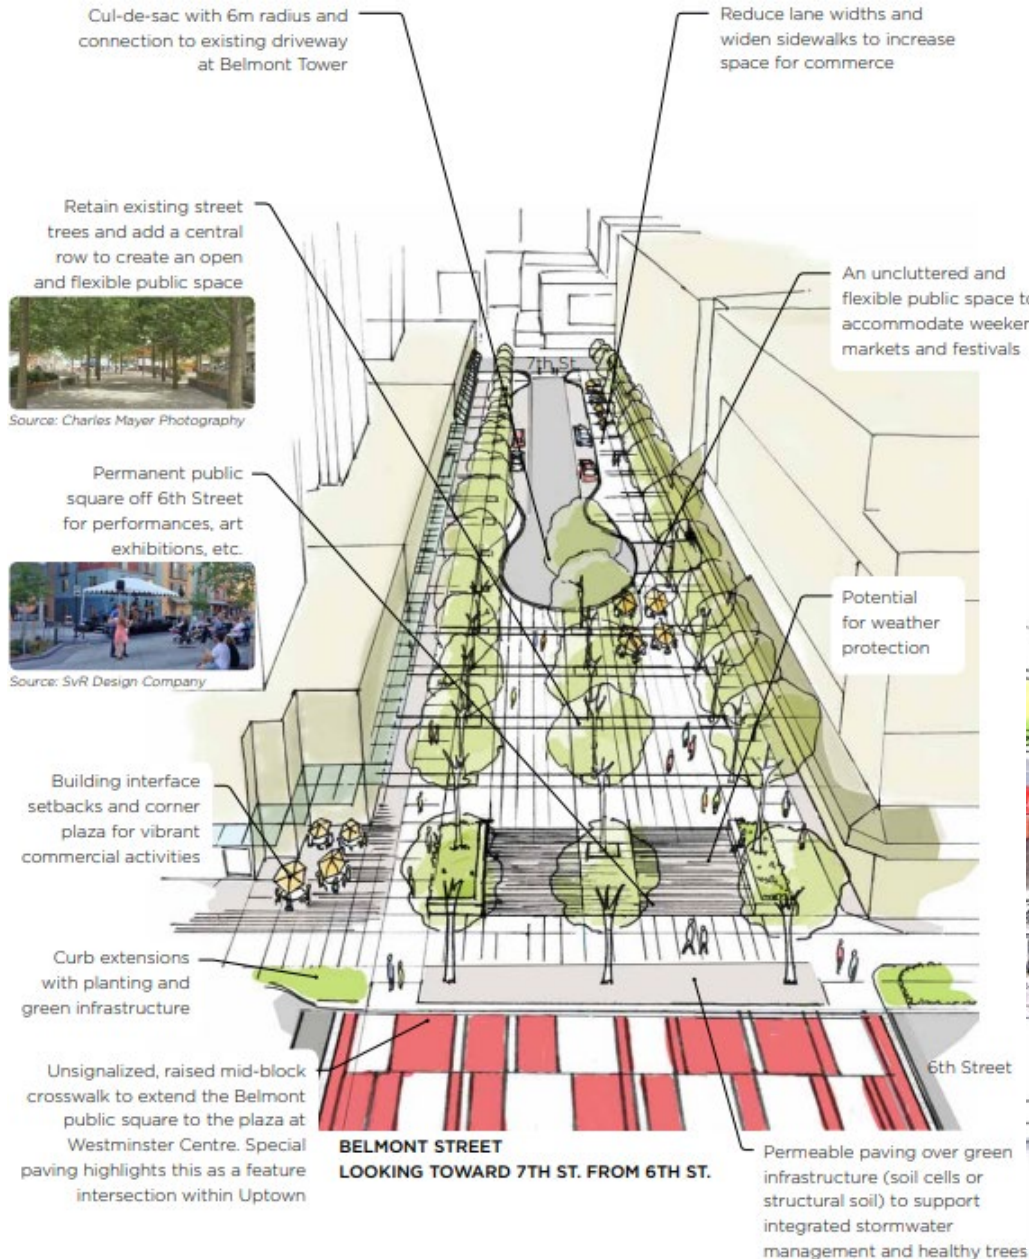 Cul-de-sac with 6m radius and
connection to existing driveway
at Belmont Tower
Reduce lane widths and
widen sidewalks to increase
space for commerce
Retain existing street
trees and add a central
row to create an open
and flexible public space
Source: Charles Mayer Photography
An uncluttered and
flexible public space to
accommodate
markets and festivals
7th St
Permanent public
square off 6th Street
for performances, art
exhibitions, etc.
Source: SvR Design Company
Potential
for weather
protection
Building interface
setbacks and corner
plaza for vibrant
commercial activities
Curb extensions
with planting and
green infrastructure
Unsignalized, raised mid-block
crosswalk to extend the Belmont
public square to the plaza at
Westminster Centre. Special
paving highlights this as a feature
intersection within Uptown
6th Street
BELMONT STREET
LOOKING TOWARD 7TH ST. FROM 6TH ST.
Permeable paving over green
infrastructure (soil cells or
structural soil) to support
integrated stormwater
management and healthy trees